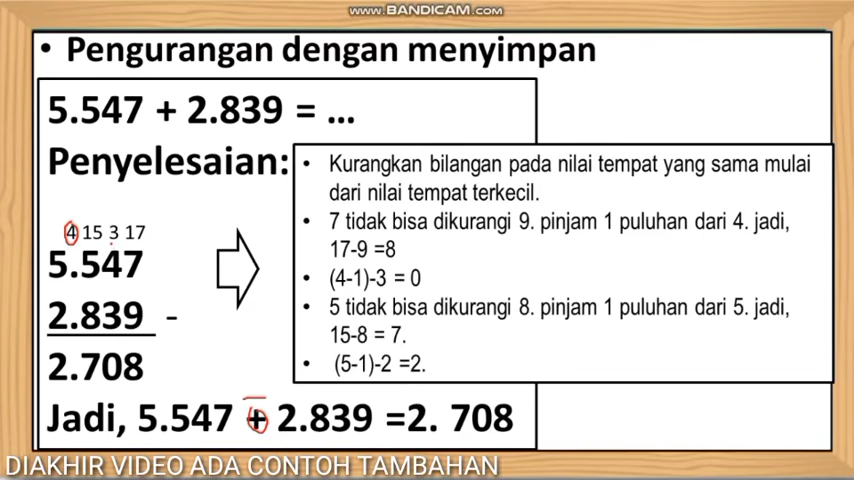 WWW.BANDICAM.COM
• Pengurangan dengan menyimpan
5.547 + 2.839 = ...
Penyelesaian:
4 15 3 17
5.547
2.839 -
2.708
• Kurangkan bilangan pada nilai tempat yang sama mulai
dari nilai tempat terkecil.
• 7 tidak bisa dikurangi 9. pinjam 1 puluhan dari 4. jadi,
17-9 =8
• (4-1)-3 = 0
• 5 tidak bisa dikurangi 8. pinjam 1 puluhan dari 5. jadi,
15-8 = 7.
• (5-1)-2 =2.
Jadi, 5.547 + 2.839 =2. 708
DIAKHIR VIDEO ADA CONTOH TAMBAHAN